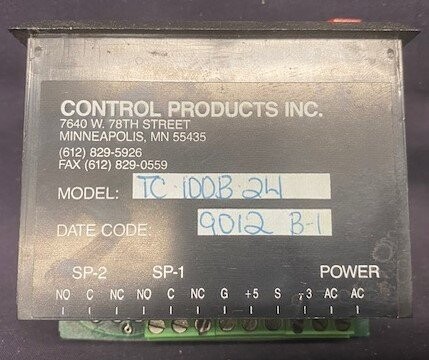 CONTROL PRODUCTS INC.
7640 W. 78TH STREET
MINNEAPOLIS, MN 55435
(612) 829-5926
FAX (612) 829-0559
MODEL: TC-100B-24
DATE CODE: 9012 B-1
SP-2 SP-1 POWER
NO C NC NO C NC G +5 S +3 AC AC